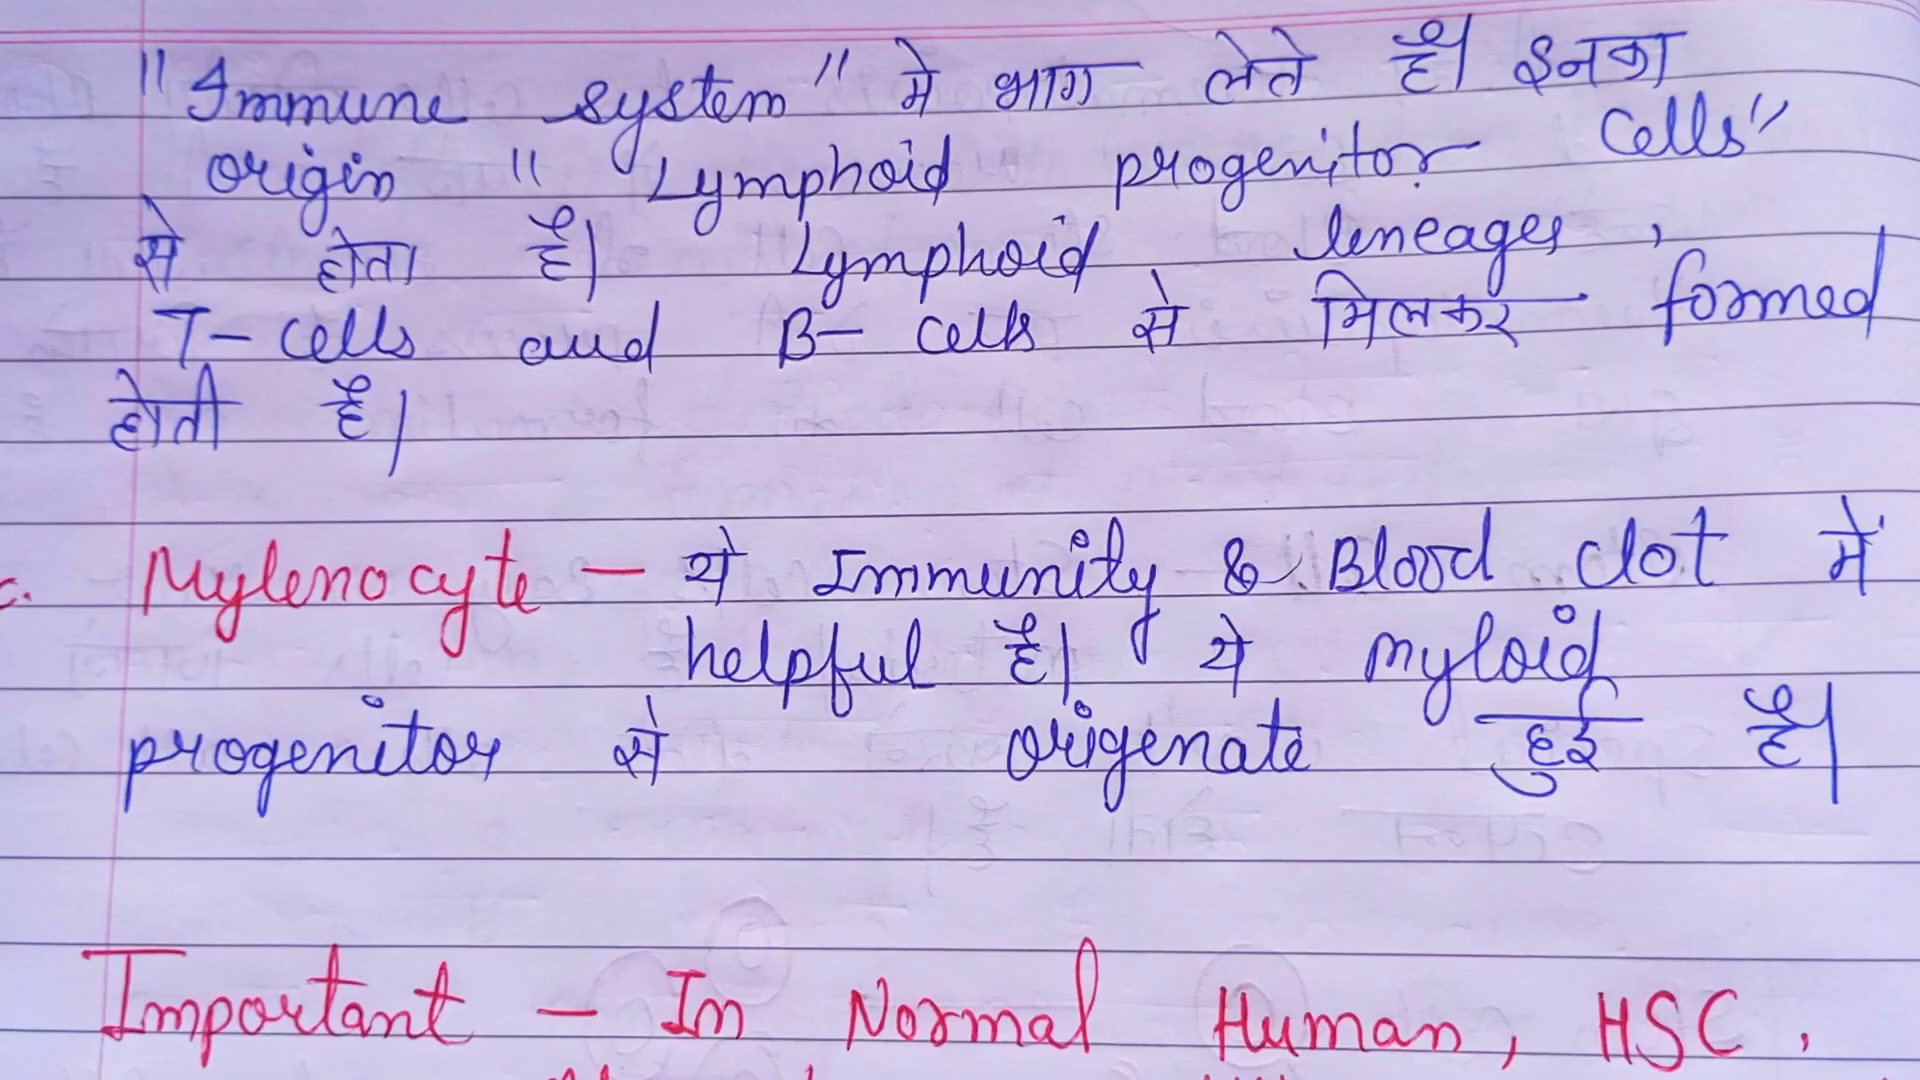 "Immune system" मे भाग लेते है। इनका
origin " Lymphoid progenitor cells"
से होता है। Lymphoid leneages,
T- cells and B- cells से मिलकर formed
होती है।
c. Mylenocyte - ये Immunity & Blood clot में
helpful है। ये myloid
progenitor से origenate हुई है।
Important - In Normal Human, HSC,